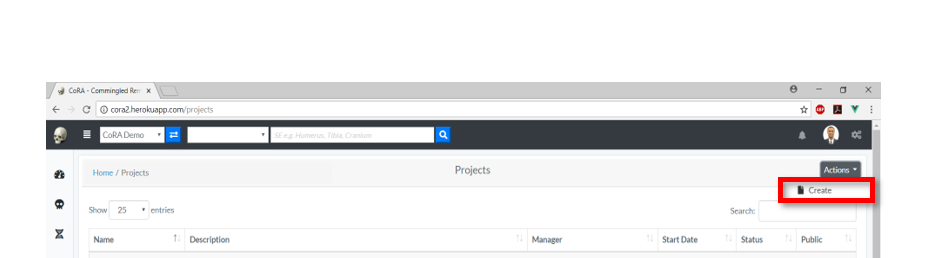 CoRA - Commingled Rem
cora2.herokuapp.com/projects
CoRA Demo
SE e.g. Humerus, Tibia, Cranium
Home / Projects
Projects
Actions
Create
Show 25 entries
Search:
Name Description Manager Start Date Status Public